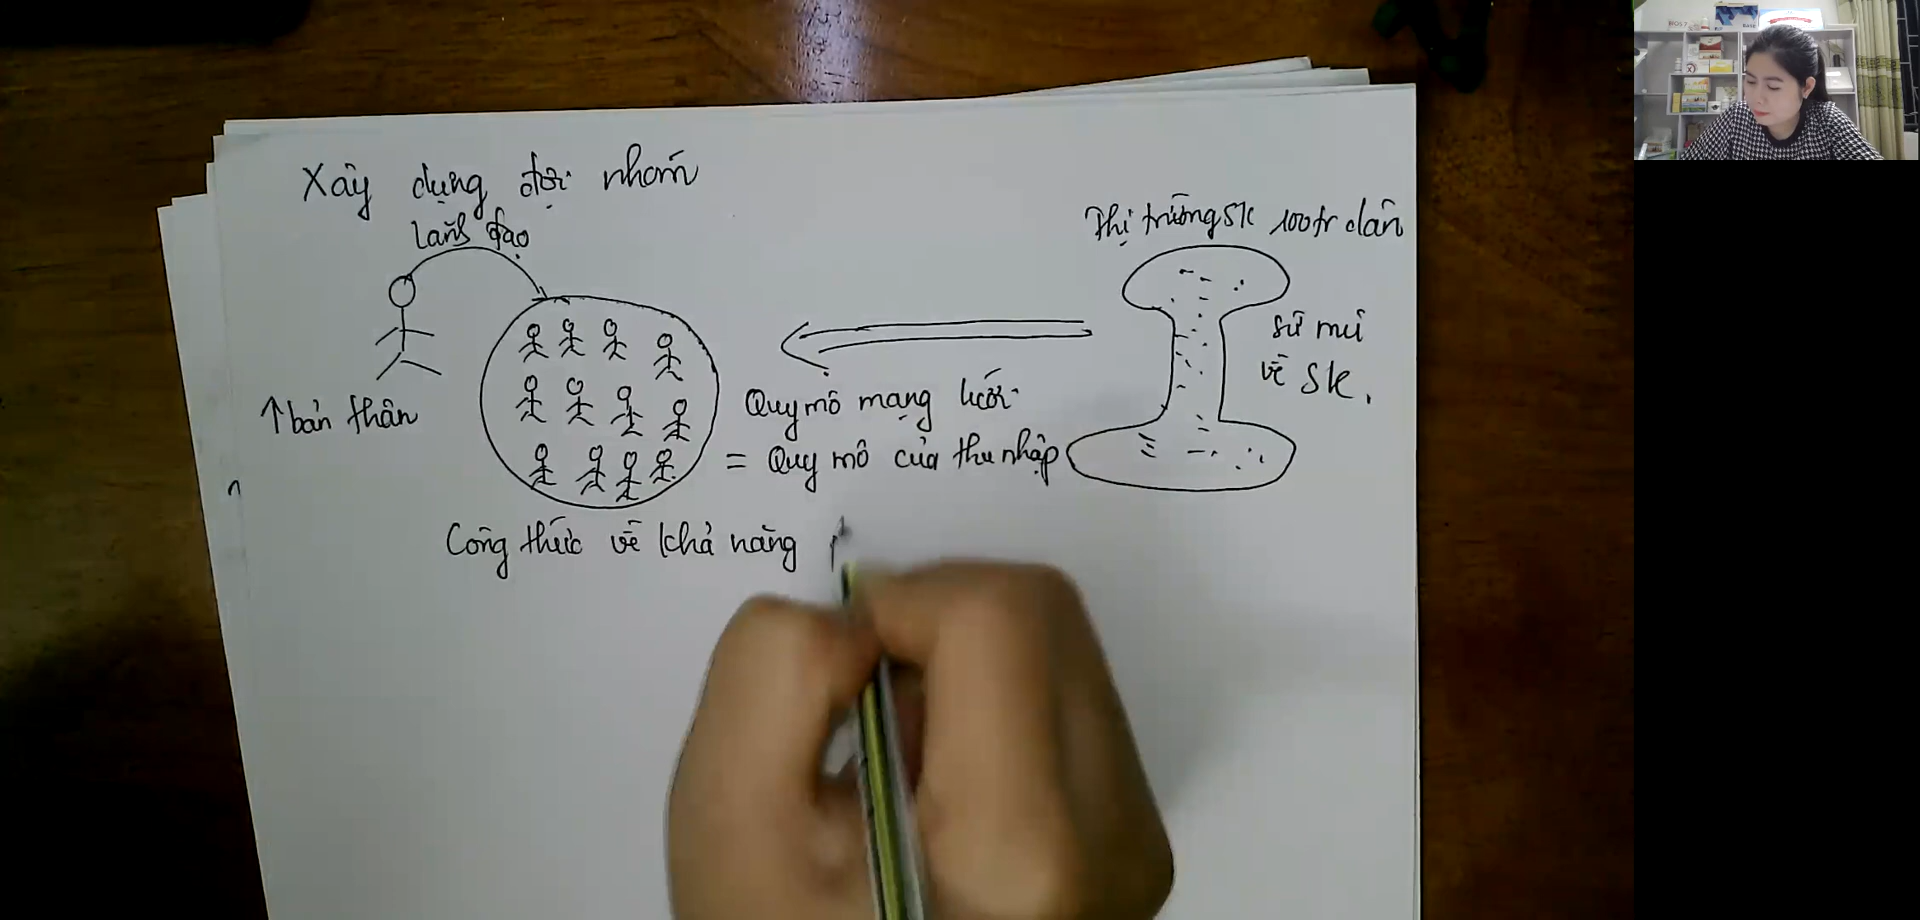 Xây dựng đội nhóm
Lãnh đạo
↑ bản thân
Thị trường SK 100tr dân
sứ mệ
về SK.
Quy mô mạng lưới
= Quy mô của thu nhập
Công thức về khả năng